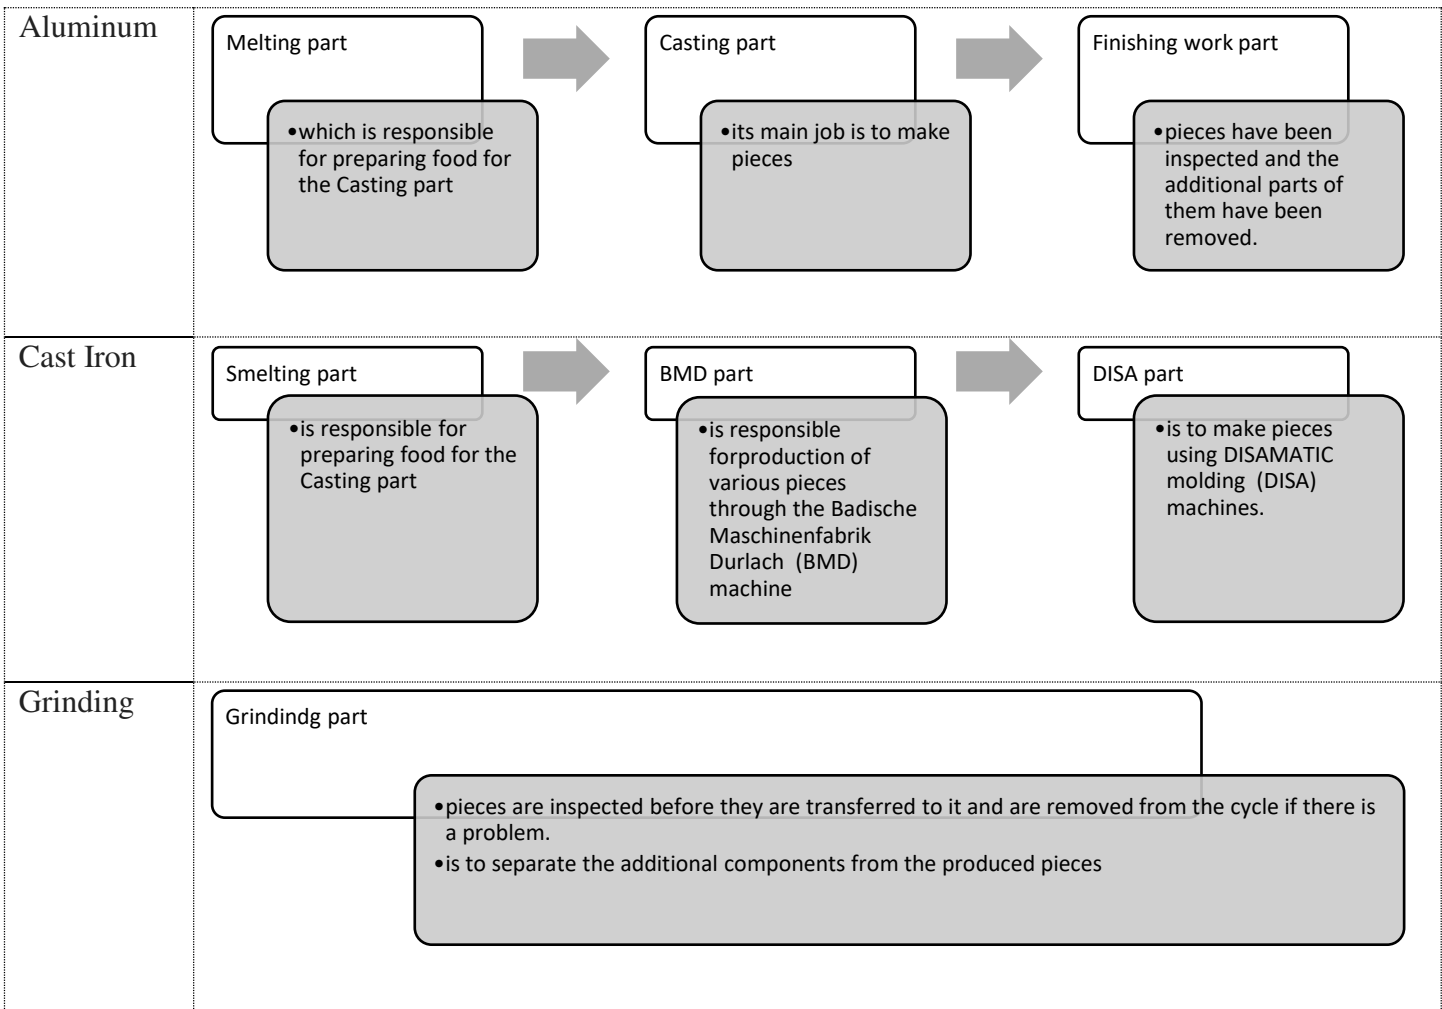 Aluminum
Melting part
•which is responsible
for preparing food for
the Casting part
Casting part
•its main job is to make
pieces
Finishing work part
•pieces have been
inspected and the
additional parts of
them have been
removed.
Cast Iron
Smelting part
•is responsible for
preparing food for the
Casting part
BMD part
•is responsible
forproduction of
various pieces
through the Badische
Maschinenfabrik
Durlach (BMD)
machine
DISA part
•is to make pieces
using DISAMATIC
molding (DISA)
machines.
Grinding
Grindindg part
•pieces are inspected before they are transferred to it and are removed from the cycle if there is
a problem.
•is to separate the additional components from the produced pieces